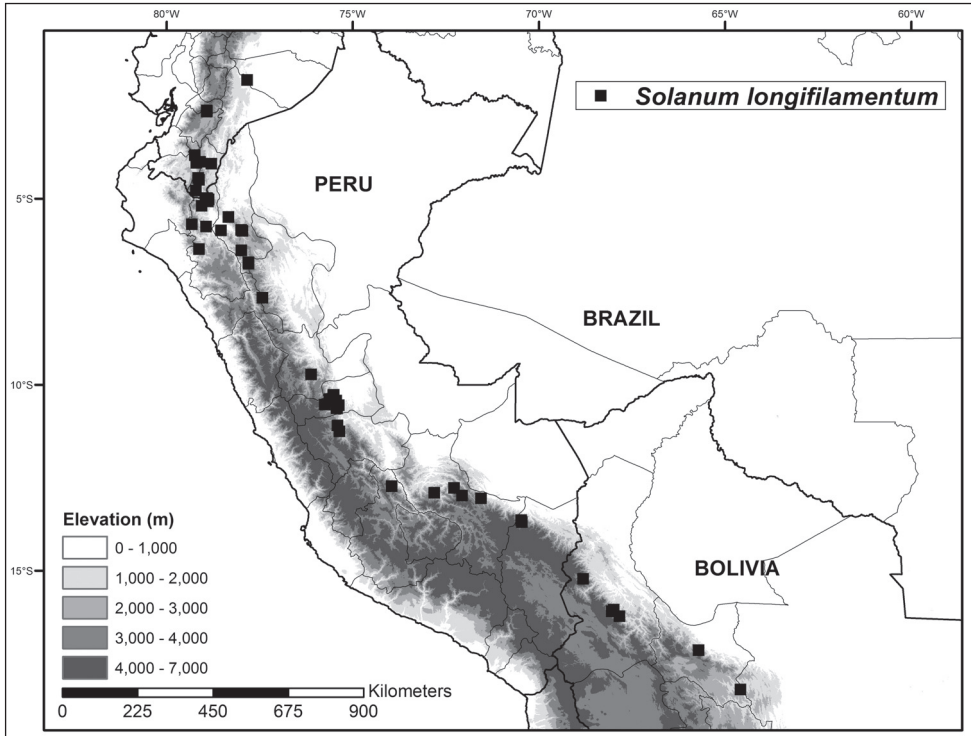 80°W 75°W 70°W 65°W 60°W
Solanum longifilamentum
5°S
PERU
BRAZIL
10°S
Elevation (m)
0 - 1,000
15°S
BOLIVIA
1,000 - 2,000
2,000 - 3,000
3,000 - 4,000
4,000 - 7,000
Kilometers
0 225 450 675 900